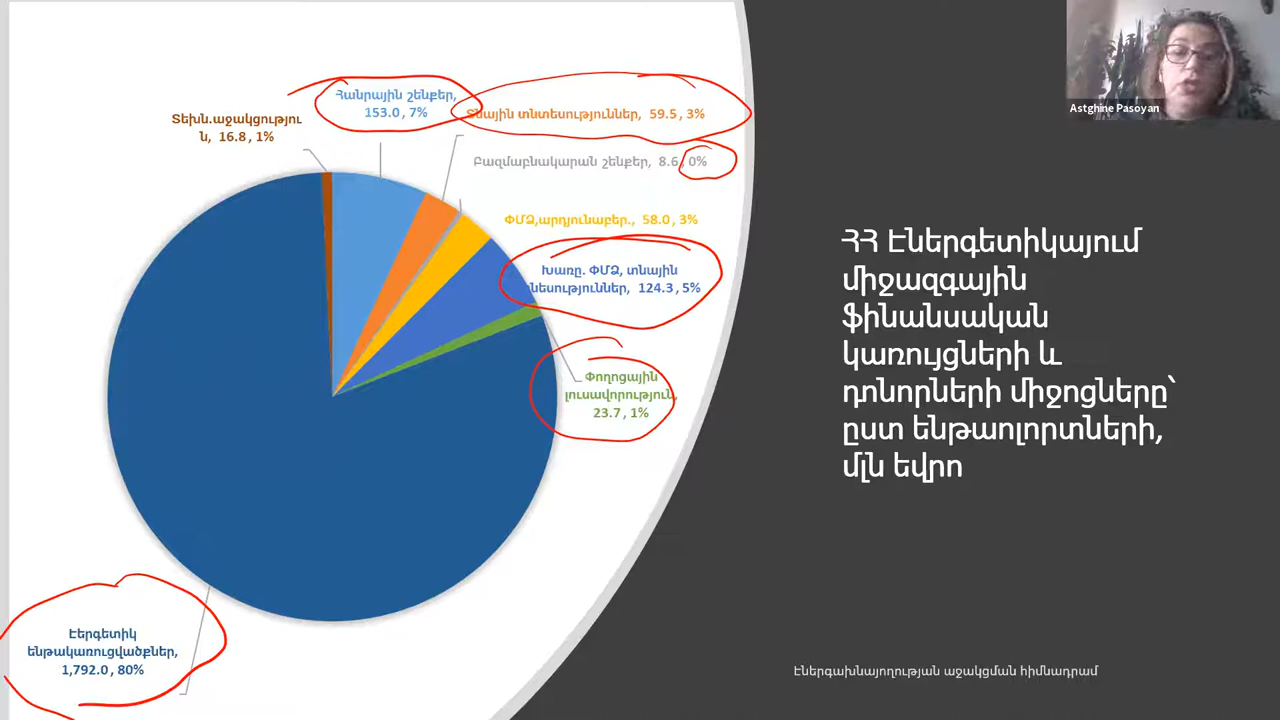 Հանրային շենքեր,
153.0 , 7%
Տեխն.աջակցությու
ն, 16.8 , 1%
Տնային տնտեսություններ, 59.5 , 3%
Բազմաբնակարան շենքեր, 8.6 , 0%
ՓՄՁ,արդյունաբեր., 58.0 , 3%
Խառը. ՓՄՁ, տնային
նեսություններ, 124.3 , 5%
Փողոցային
լուսավորություն,
23.7 , 1%
Էերգետիկ
ենթակառուցվածքներ,
1,792.0 , 80%
Astghine Pasoyan
ՀՀ Էներգետիկայում
միջազգային
ֆինանսական
կառույցների և
դոնորների միջոցները՝
ըստ ենթաոլորտների,
մլն եվրո
Էներգախնայողության աջակցման հիմնադրամ